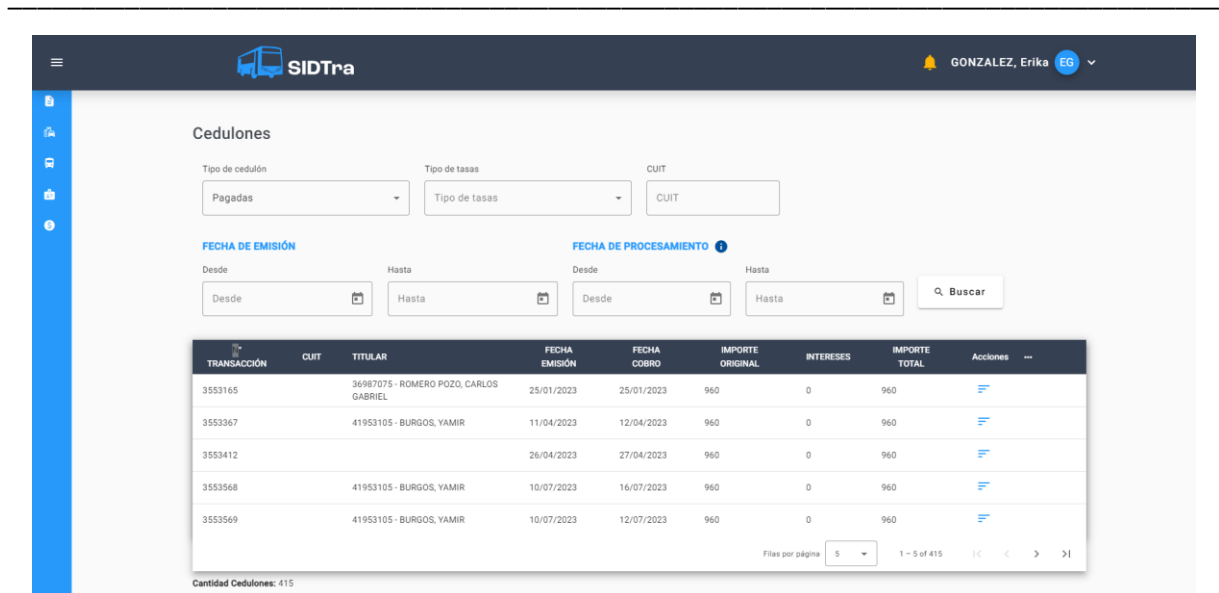 SIDTra
GONZALEZ, Erika EG
Cedulones
Tipo de cedulón Tipo de tasas CUIT
Pagadas Tipo de tasas CUIT
FECHA DE EMISIÓN FECHA DE PROCESAMIENTO
Desde Hasta Desde Hasta
Desde Hasta Desde Hasta Buscar
TRANSACCIÓN CUIT TITULAR FECHA EMISIÓN FECHA COBRO IMPORTE ORIGINAL INTERESES IMPORTE TOTAL Acciones ...
3553165 36987075 - ROMERO POZO, CARLOS GABRIEL 25/01/2023 25/01/2023 960 0 960
3553367 41953105 - BURGOS, YAMIR 11/04/2023 12/04/2023 960 0 960
3553412 26/04/2023 27/04/2023 960 0 960
3553568 41953105 - BURGOS, YAMIR 10/07/2023 16/07/2023 960 0 960
3553569 41953105 - BURGOS, YAMIR 10/07/2023 12/07/2023 960 0 960
Filas por página 5 1 – 5 of 415
Cantidad Cedulones: 415